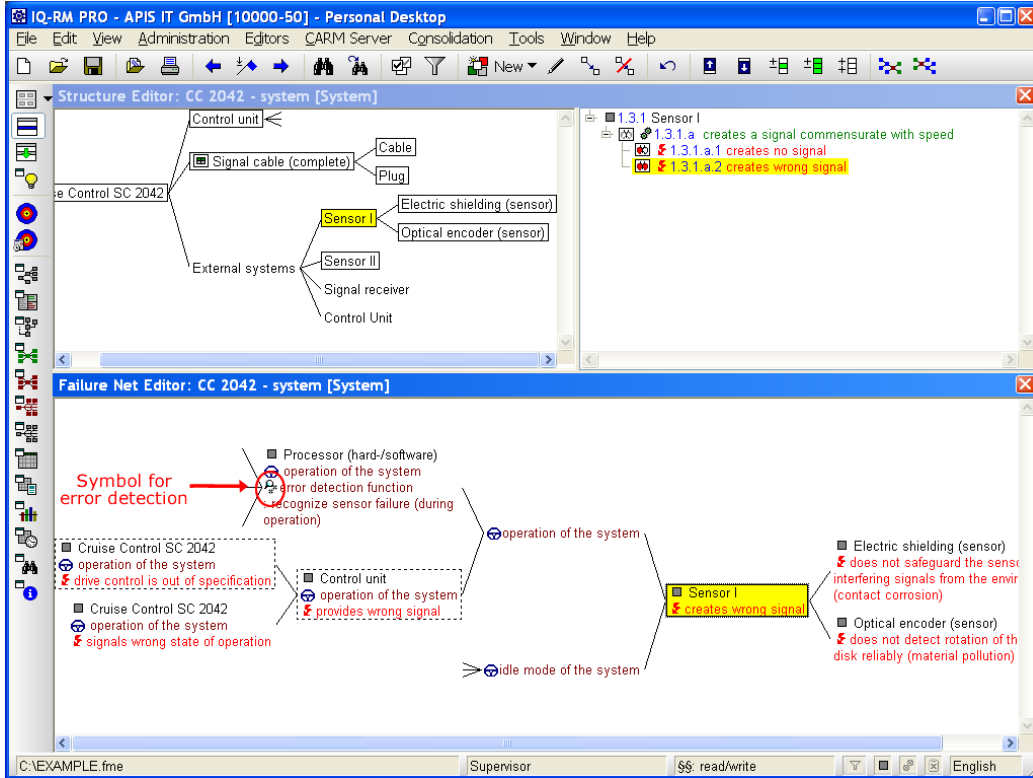 IQ-RM PRO - APIS IT GmbH [10000-50] - Personal Desktop
File Edit View Administration Editors CARM Server Consolidation Tools Window Help
New
Structure Editor: CC 2042 - system [System]
Control unit
Signal cable (complete)
Cable
Plug
se Control SC 2042
Sensor I
Electric shielding (sensor)
Optical encoder (sensor)
External systems
Sensor II
Signal receiver
Control Unit
1.3.1 Sensor I
1.3.1.a creates a signal commensurate with speed
1.3.1.a.1 creates no signal
1.3.1.a.2 creates wrong signal
Failure Net Editor: CC 2042 - system [System]
Symbol for
error detection
Processor (hard-/software)
operation of the system
error detection function
: recognize sensor failure (during
operation)
Cruise Control SC 2042
operation of the system
drive control is out of specification
Cruise Control SC 2042
operation of the system
signals wrong state of operation
Control unit
operation of the system
provides wrong signal
operation of the system
idle mode of the system
Sensor I
creates wrong signal
Electric shielding (sensor)
does not safeguard the senso
interfering signals from the envir
(contact corrosion)
Optical encoder (sensor)
does not detect rotation of th
disk reliably (material pollution)
C:\EXAMPLE.fme Supervisor §§: read/write English